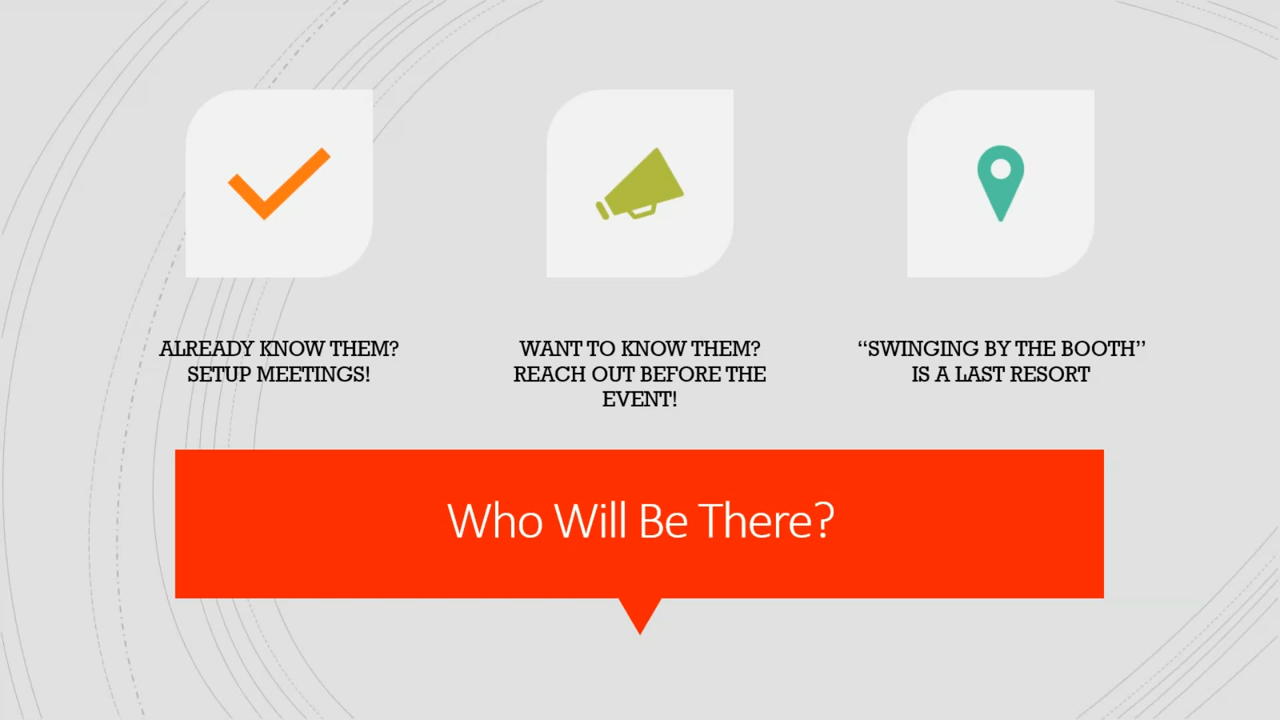 ALREADY KNOW THEM?
SETUP MEETINGS!
WANT TO KNOW THEM?
REACH OUT BEFORE THE
EVENT!
“SWINGING BY THE BOOTH”
IS A LAST RESORT
Who Will Be There?